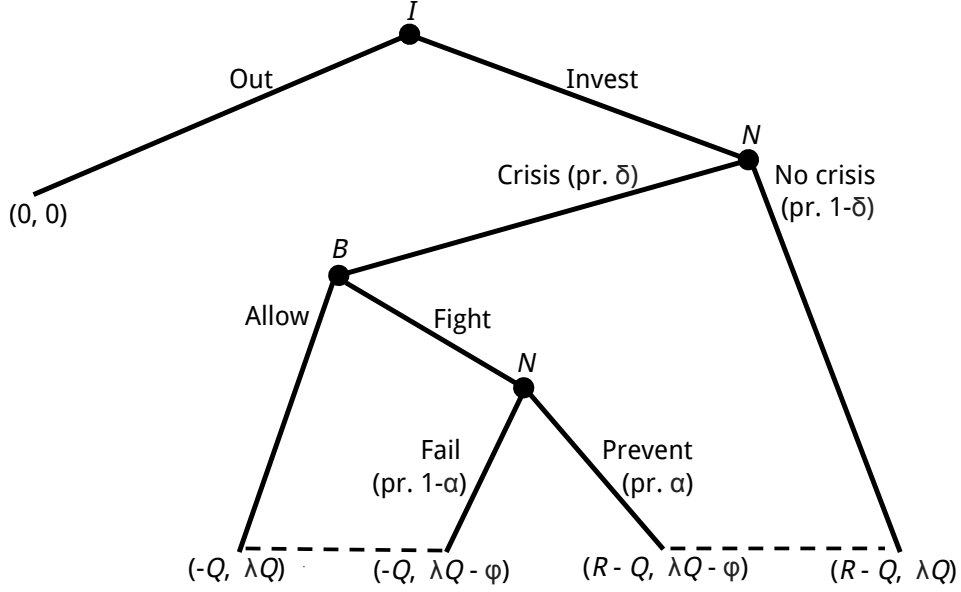 I
Out
Invest
N
Crisis (pr. δ)
No crisis
(pr. 1-δ)
(0, 0)
B
Allow
Fight
N
Fail
(pr. 1-α)
Prevent
(pr. α)
(-Q, λQ)
(-Q, λQ - φ)
(R - Q, λQ - φ)
(R - Q, λQ)